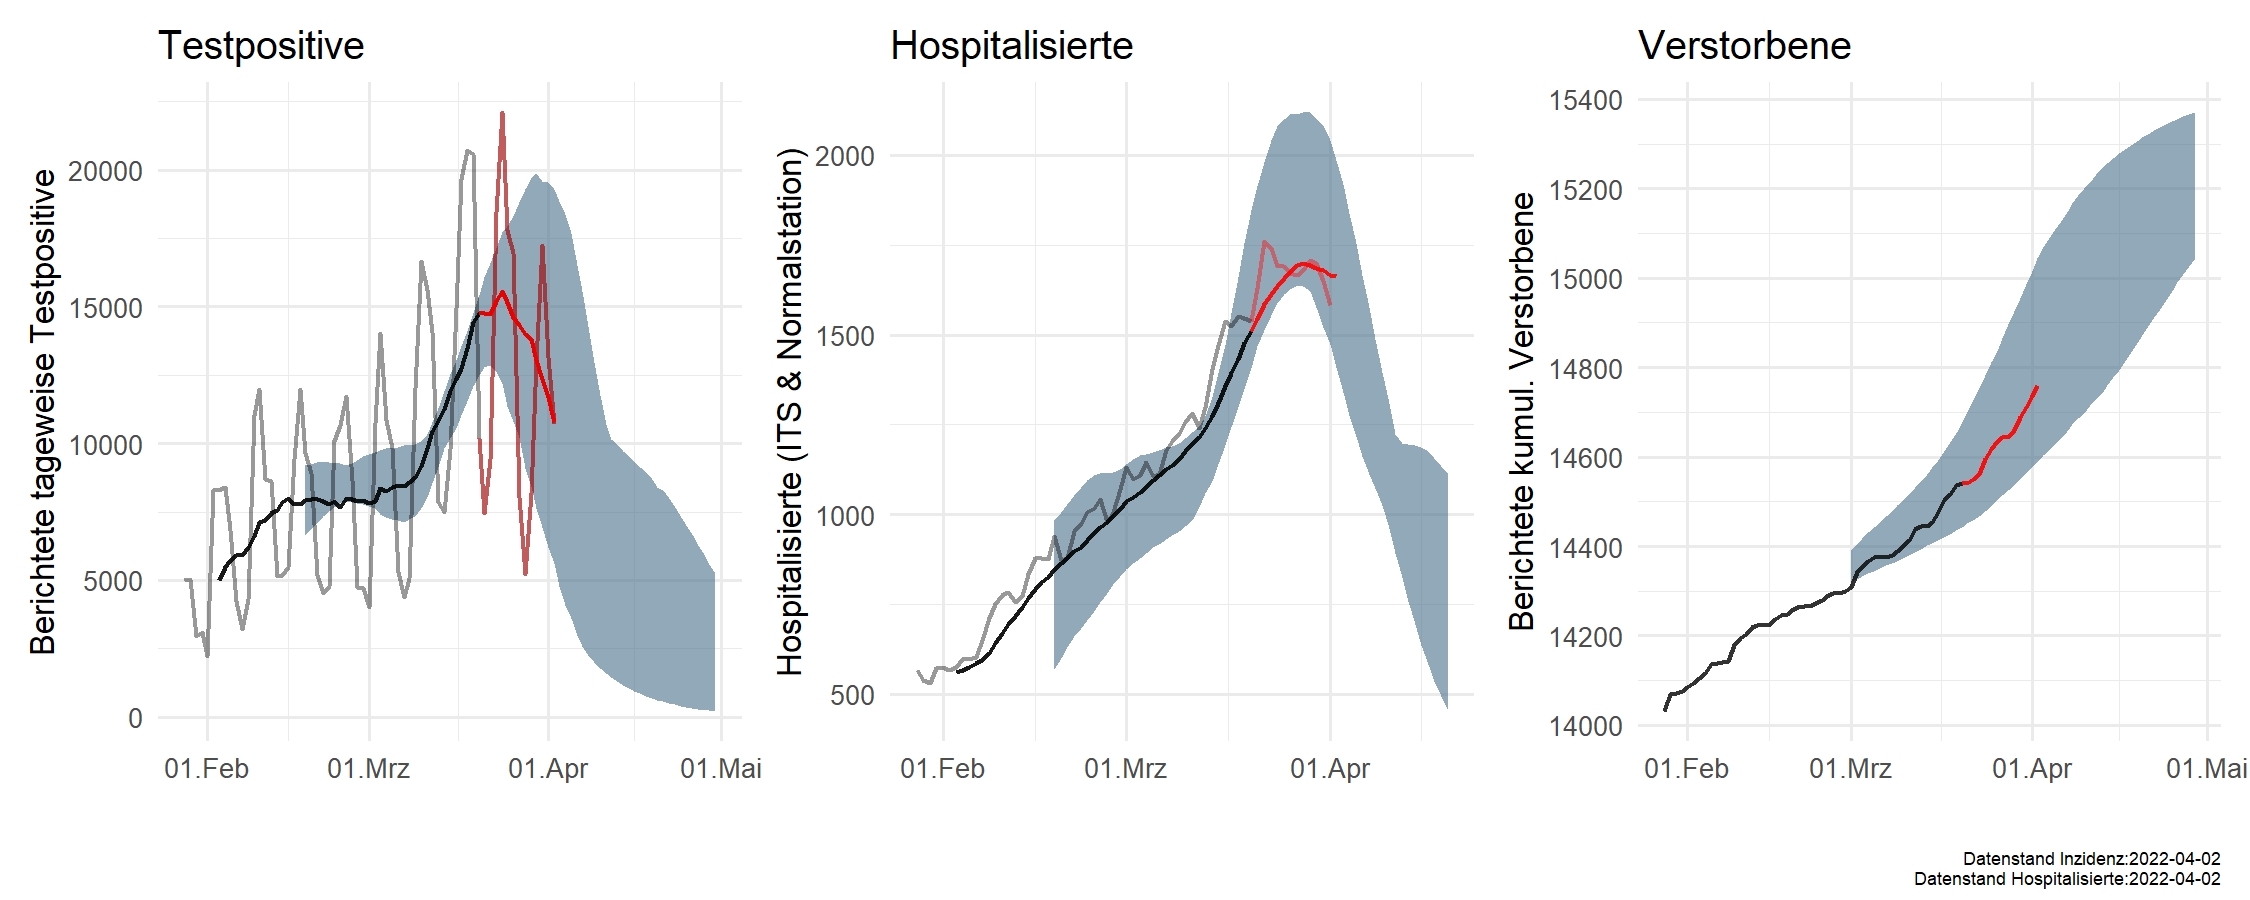 Testpositive
Berichtete tageweise Testpositive
20000
15000
10000
5000
0
01.Feb
01.Mrz
01.Apr
01.Mai
Hospitalisierte
Hospitalisierte (ITS & Normalstation)
2000
1500
1000
500
01.Feb
01.Mrz
01.Apr
Verstorbene
Berichtete kumul. Verstorbene
15400
15200
15000
14800
14600
14400
14200
14000
01.Feb
01.Mrz
01.Apr
01.Mai
Datenstand Inzidenz:2022-04-02
Datenstand Hospitalisierte:2022-04-02